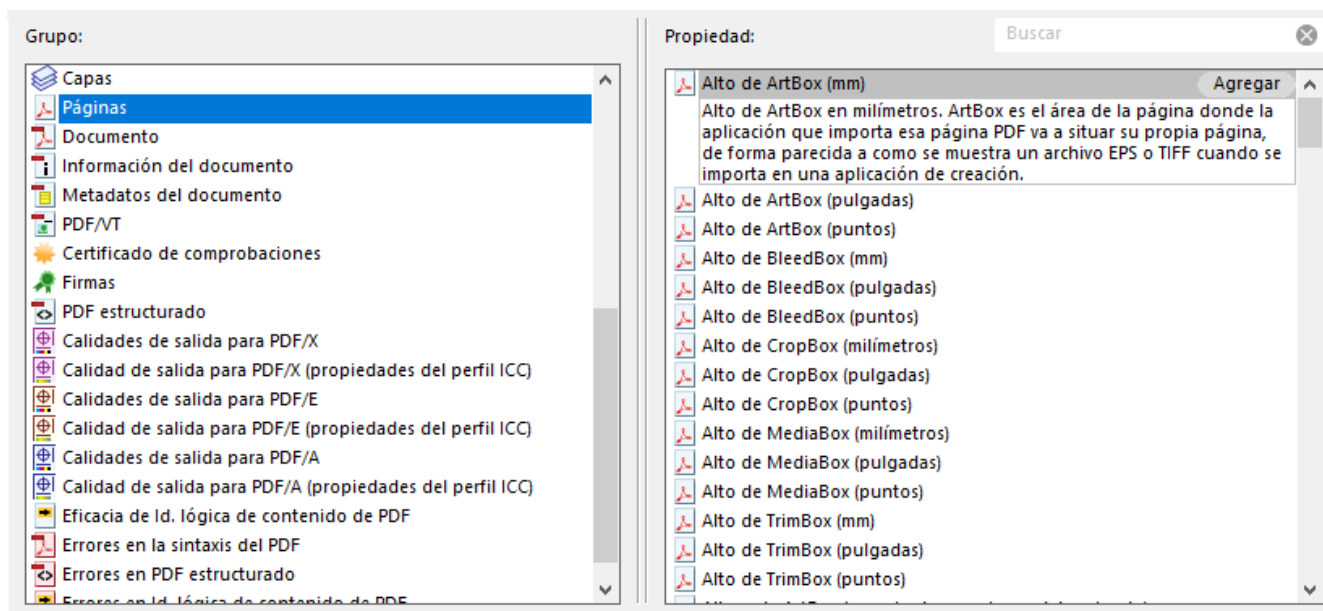 Grupo:
Capas
Páginas
Documento
Información del documento
Metadatos del documento
PDF/VT
Certificado de comprobaciones
Firmas
PDF estructurado
Calidades de salida para PDF/X
Calidad de salida para PDF/X (propiedades del perfil ICC)
Calidades de salida para PDF/E
Calidad de salida para PDF/E (propiedades del perfil ICC)
Calidades de salida para PDF/A
Calidad de salida para PDF/A (propiedades del perfil ICC)
Eficacia de Id. lógica de contenido de PDF
Errores en la sintaxis del PDF
Errores en PDF estructurado
Errores en Id. lógica de contenido de PDF
Propiedad:
Buscar
Alto de ArtBox (mm)
Agregar
Alto de ArtBox en milímetros. ArtBox es el área de la página donde la
aplicación que importa esa página PDF va a situar su propia página,
de forma parecida a como se muestra un archivo EPS o TIFF cuando se
importa en una aplicación de creación.
Alto de ArtBox (pulgadas)
Alto de ArtBox (puntos)
Alto de BleedBox (mm)
Alto de BleedBox (pulgadas)
Alto de BleedBox (puntos)
Alto de CropBox (milímetros)
Alto de CropBox (pulgadas)
Alto de CropBox (puntos)
Alto de MediaBox (milímetros)
Alto de MediaBox (pulgadas)
Alto de MediaBox (puntos)
Alto de TrimBox (mm)
Alto de TrimBox (pulgadas)
Alto de TrimBox (puntos)